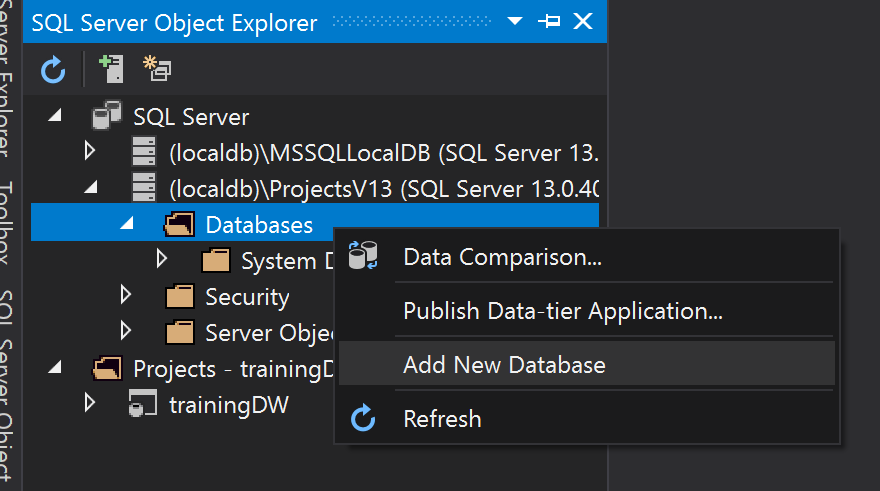 SQL Server Object Explorer
SQL Server
(localdb)\MSSQLLocalDB (SQL Server 13.
(localdb)\ProjectsV13 (SQL Server 13.0.40
Databases
System D
Security
Server Objec
Projects - trainingD
trainingDW
Data Comparison...
Publish Data-tier Application...
Add New Database
Refresh
Server Explorer
Toolbox
SQL Server Object